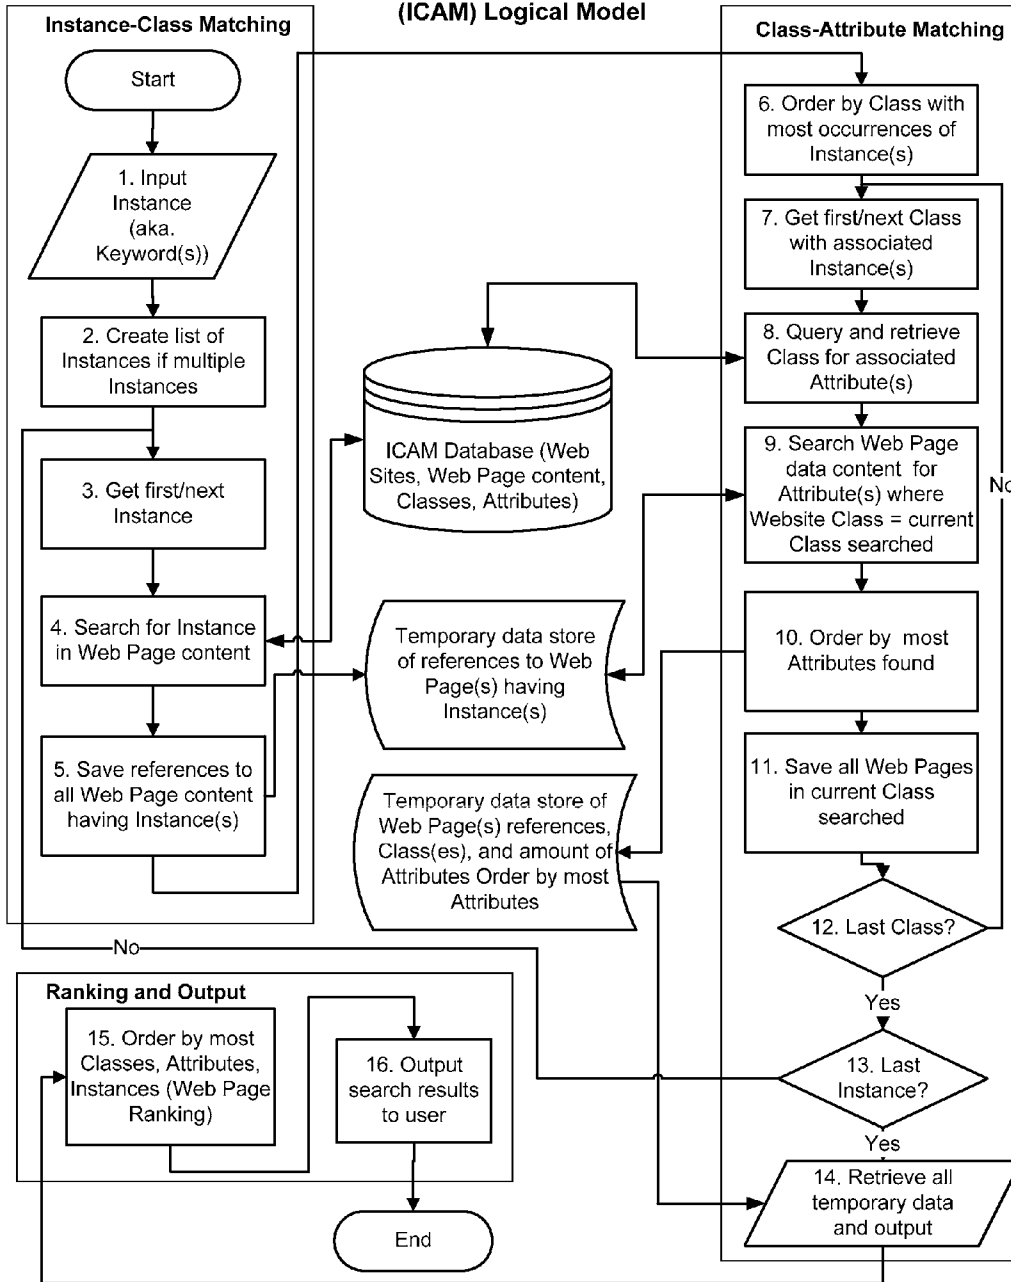 (ICAM) Logical Model
Instance-Class Matching
Start
1. Input
Instance
(aka.
Keyword(s))
2. Create list of
Instances if multiple
Instances
3. Get first/next
Instance
4. Search for Instance
in Web Page content
5. Save references to
all Web Page content
having Instance(s)
ICAM Database (Web
Sites, Web Page content,
Classes, Attributes)
Temporary data store
of references to Web
Page(s) having
Instance(s)
Temporary data store of
Web Page(s) references,
Class(es), and amount of
Attributes Order by most
Attributes
Class-Attribute Matching
6. Order by Class with
most occurrences of
Instance(s)
7. Get first/next Class
with associated
Instance(s)
8. Query and retrieve
Class for associated
Attribute(s)
9. Search Web Page
data content for
Attribute(s) where
Website Class = current
Class searched
No
10. Order by most
Attributes found
11. Save all Web Pages
in current Class
searched
12. Last Class?
Yes
13. Last
Instance?
No
Yes
14. Retrieve all
temporary data
and output
Ranking and Output
15. Order by most
Classes, Attributes,
Instances (Web Page
Ranking)
16. Output
search results
to user
End